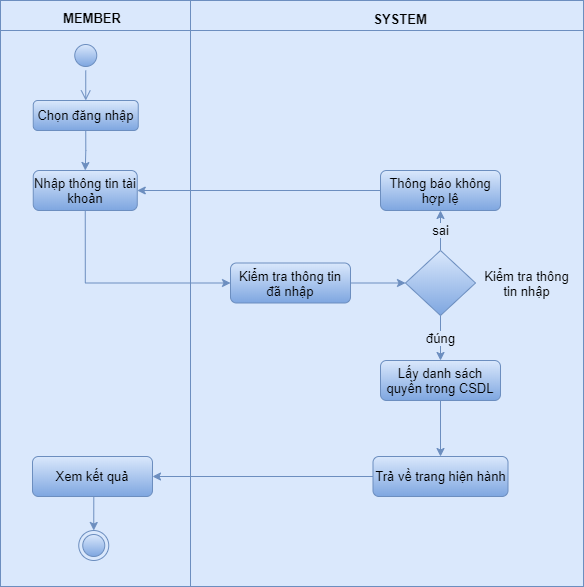 MEMBER
SYSTEM
Chọn đăng nhập
Nhập thông tin tài
khoản
Thông báo không
hợp lệ
sai
Kiểm tra thông tin
đã nhập
Kiểm tra thông
tin nhập
đúng
Lấy danh sách
quyền trong CSDL
Xem kết quả
Trả về trang hiện hành